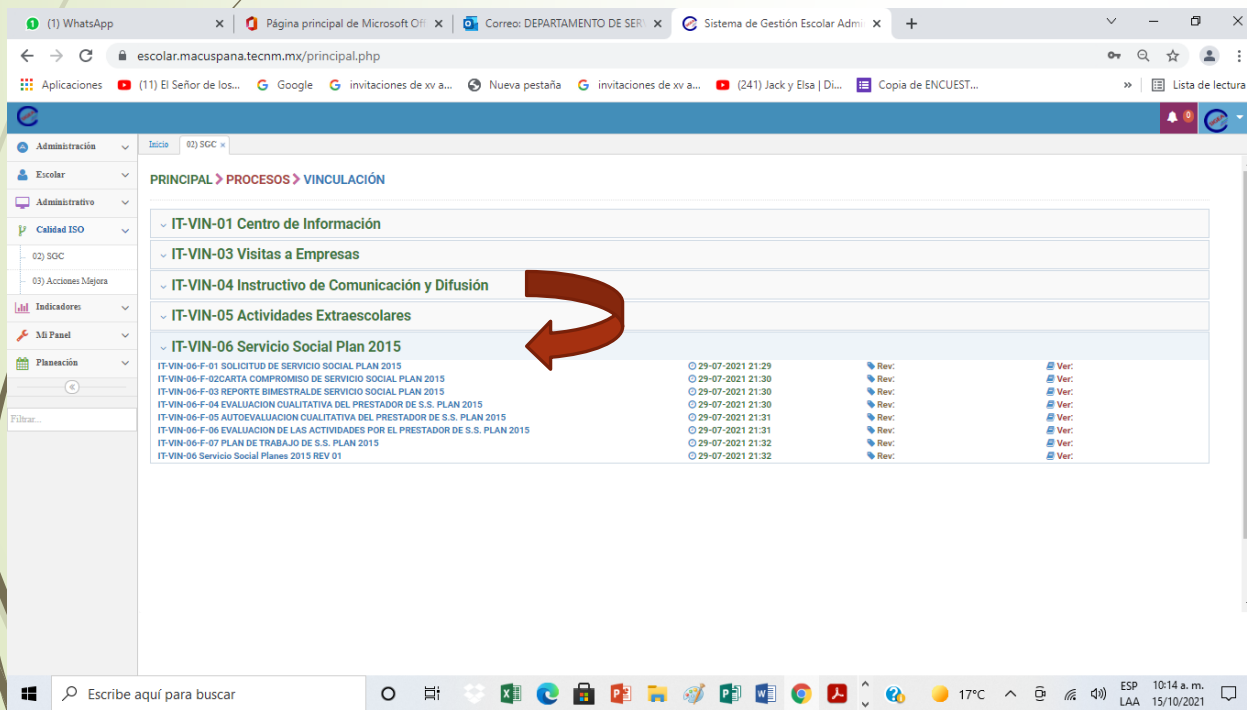 (1) WhatsApp
Página principal de Microsoft Off
Correo: DEPARTAMENTO DE SER
Sistema de Gestión Escolar Admi
escolar.macuspana.tecnm.mx/principal.php
Aplicaciones (11) El Señor de los... Google invitaciones de xv a... Nueva pestaña invitaciones de xv a... (241) Jack y Elsa | Di... Copia de ENCUEST... » Lista de lectura
0
Administración
Escolar
Administrativo
Calidad ISO
02) SGC
03) Acciones Mejora
Indicadores
Mi Panel
Planeación
Filtrar...
Inicio 02) SGC ×
PRINCIPAL > PROCESOS > VINCULACIÓN
IT-VIN-01 Centro de Información
IT-VIN-03 Visitas a Empresas
IT-VIN-04 Instructivo de Comunicación y Difusión
IT-VIN-05 Actividades Extraescolares
IT-VIN-06 Servicio Social Plan 2015
IT-VIN-06-F-01 SOLICITUD DE SERVICIO SOCIAL PLAN 2015 29-07-2021 21:29 Rev: Ver:
IT-VIN-06-F-02CARTA COMPROMISO DE SERVICIO SOCIAL PLAN 2015 29-07-2021 21:30 Rev: Ver:
IT-VIN-06-F-03 REPORTE BIMESTRALDE SERVICIO SOCIAL PLAN 2015 29-07-2021 21:30 Rev: Ver:
IT-VIN-06-F-04 EVALUACION CUALITATIVA DEL PRESTADOR DE S.S. PLAN 2015 29-07-2021 21:30 Rev: Ver:
IT-VIN-06-F-05 AUTOEVALUACION CUALITATIVA DEL PRESTADOR DE S.S. PLAN 2015 29-07-2021 21:31 Rev: Ver:
IT-VIN-06-F-06 EVALUACION DE LAS ACTIVIDADES POR EL PRESTADOR DE S.S. PLAN 2015 29-07-2021 21:31 Rev: Ver:
IT-VIN-06-F-07 PLAN DE TRABAJO DE S.S. PLAN 2015 29-07-2021 21:32 Rev: Ver:
IT-VIN-06 Servicio Social Planes 2015 REV 01 29-07-2021 21:32 Rev: Ver:
Escribe aquí para buscar
17°C
ESP
LAA
10:14 a. m.
15/10/2021